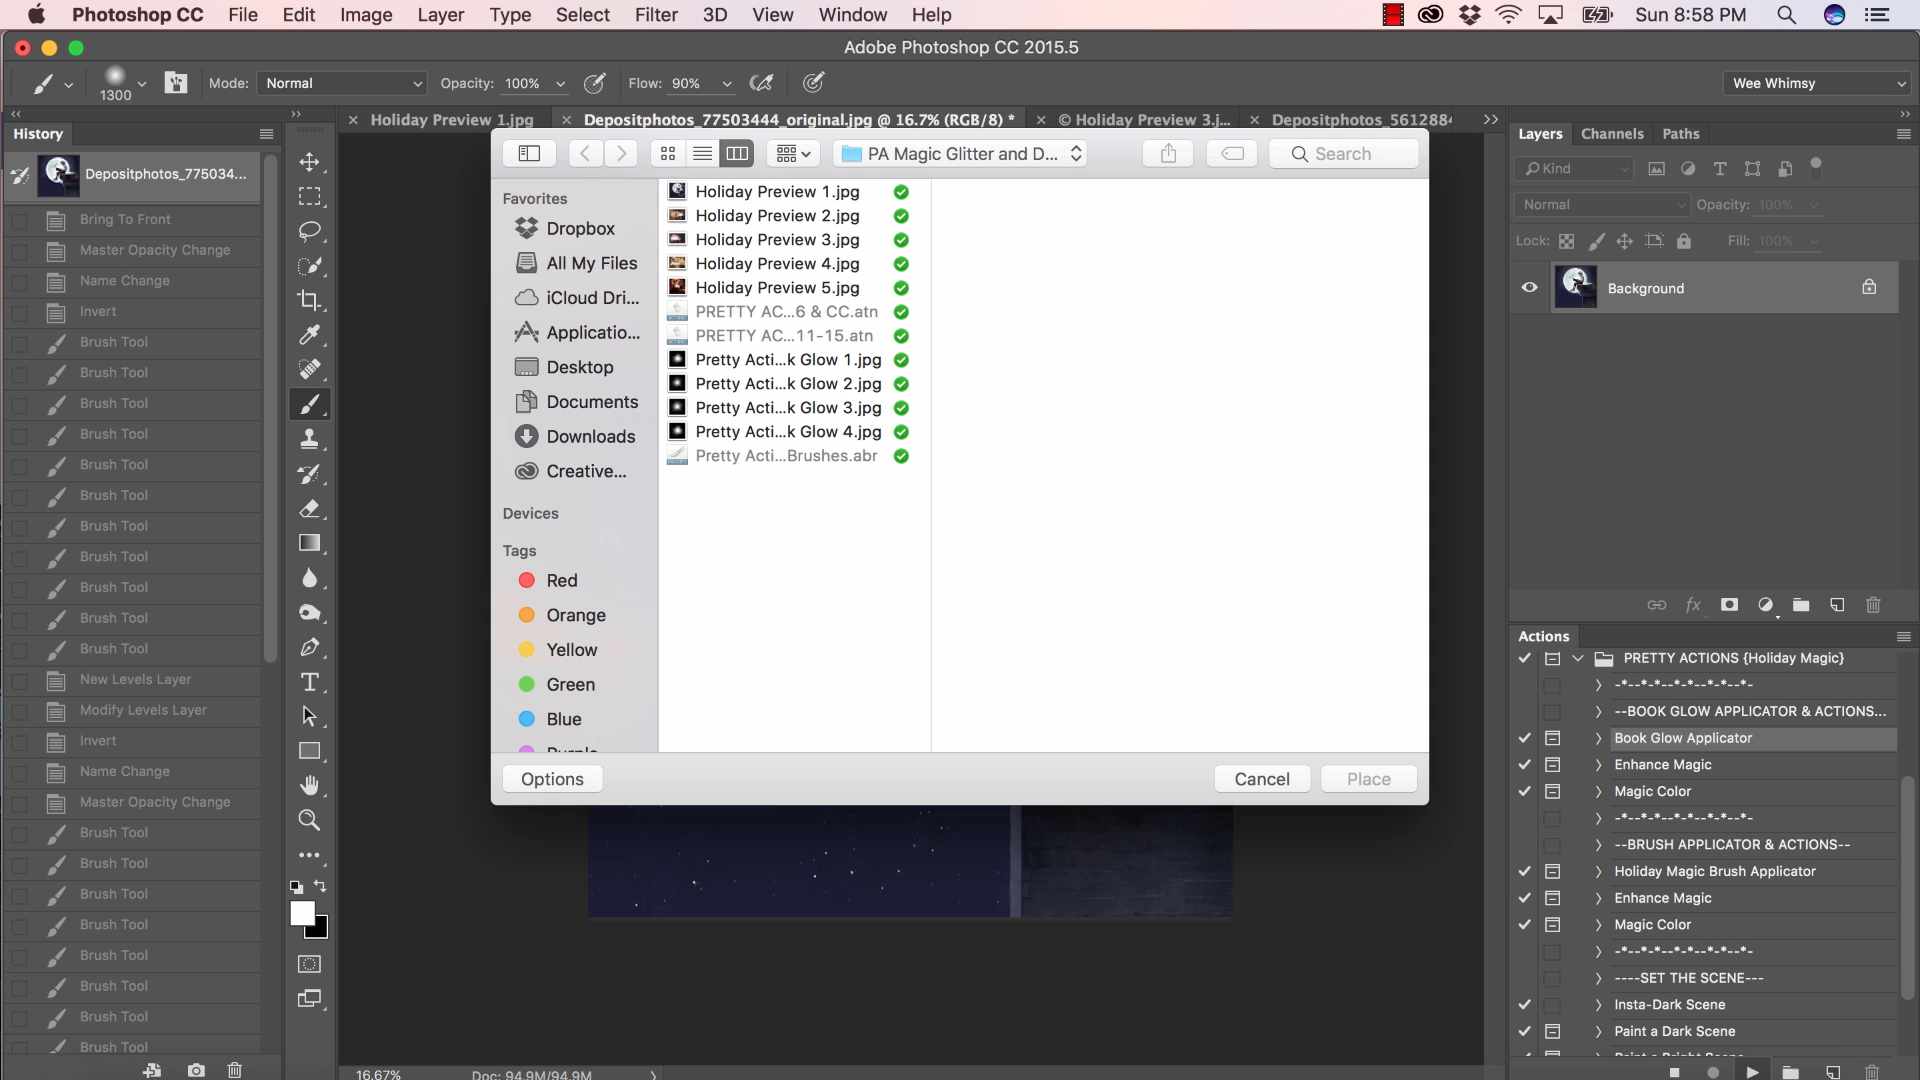 Photoshop CC File Edit Image Layer Type Select Filter 3D View Window Help Sun 8:58 PM
Adobe Photoshop CC 2015.5
1300 Mode: Normal Opacity: 100% Flow: 90% Wee Whimsy
Holiday Preview 1.jpg Depositphotos_77503444_original.jpg @ 16.7% (RGB/8) * © Holiday Preview 3.j... Depositphotos_561288
History
Depositphotos_775034...
Bring To Front
Master Opacity Change
Name Change
Invert
Brush Tool
Brush Tool
Brush Tool
Brush Tool
Brush Tool
Brush Tool
Brush Tool
Brush Tool
Brush Tool
Brush Tool
Brush Tool
New Levels Layer
Modify Levels Layer
Invert
Name Change
Master Opacity Change
Brush Tool
Brush Tool
Brush Tool
Brush Tool
Brush Tool
Brush Tool
Brush Tool
Brush Tool
PA Magic Glitter and D...
Search
Favorites
Dropbox
All My Files
iCloud Dri...
Applicatio...
Desktop
Documents
Downloads
Creative...
Devices
Tags
Red
Orange
Yellow
Green
Blue
Purple
Holiday Preview 1.jpg
Holiday Preview 2.jpg
Holiday Preview 3.jpg
Holiday Preview 4.jpg
Holiday Preview 5.jpg
PRETTY AC...6 & CC.atn
PRETTY AC...11-15.atn
Pretty Acti...k Glow 1.jpg
Pretty Acti...k Glow 2.jpg
Pretty Acti...k Glow 3.jpg
Pretty Acti...k Glow 4.jpg
Pretty Acti...Brushes.abr
Options Cancel Place
16.67% Doc: 94.9M/94.9M
Layers Channels Paths
Kind
Normal Opacity: 100%
Lock: Fill: 100%
Background
fx
Actions
PRETTY ACTIONS {Holiday Magic}
-*--*-*--*-*--*-*--*-
--BOOK GLOW APPLICATOR & ACTIONS...
Book Glow Applicator
Enhance Magic
Magic Color
-*--*-*--*-*--*-*--*-
--BRUSH APPLICATOR & ACTIONS--
Holiday Magic Brush Applicator
Enhance Magic
Magic Color
-*--*-*--*-*--*-*--*-
----SET THE SCENE---
Insta-Dark Scene
Paint a Dark Scene
Paint a Bright Scene